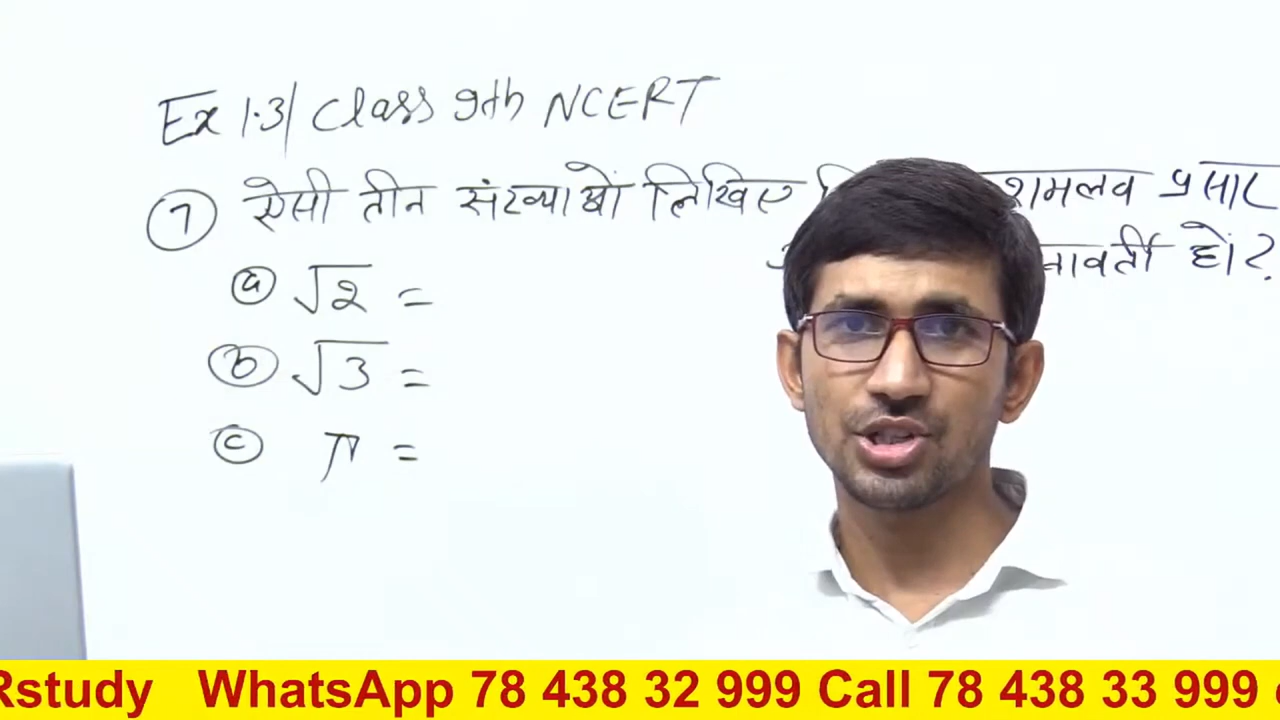 Ex 1.3/ Class 9th NCERT
⑦ ऐसी तीन संख्याओं लिखिए शमलव प्रसार
नावर्ती हों?
ⓐ √2 =
ⓑ √3 =
ⓒ π =
Rstudy WhatsApp 78 438 32 999 Call 78 438 33 999